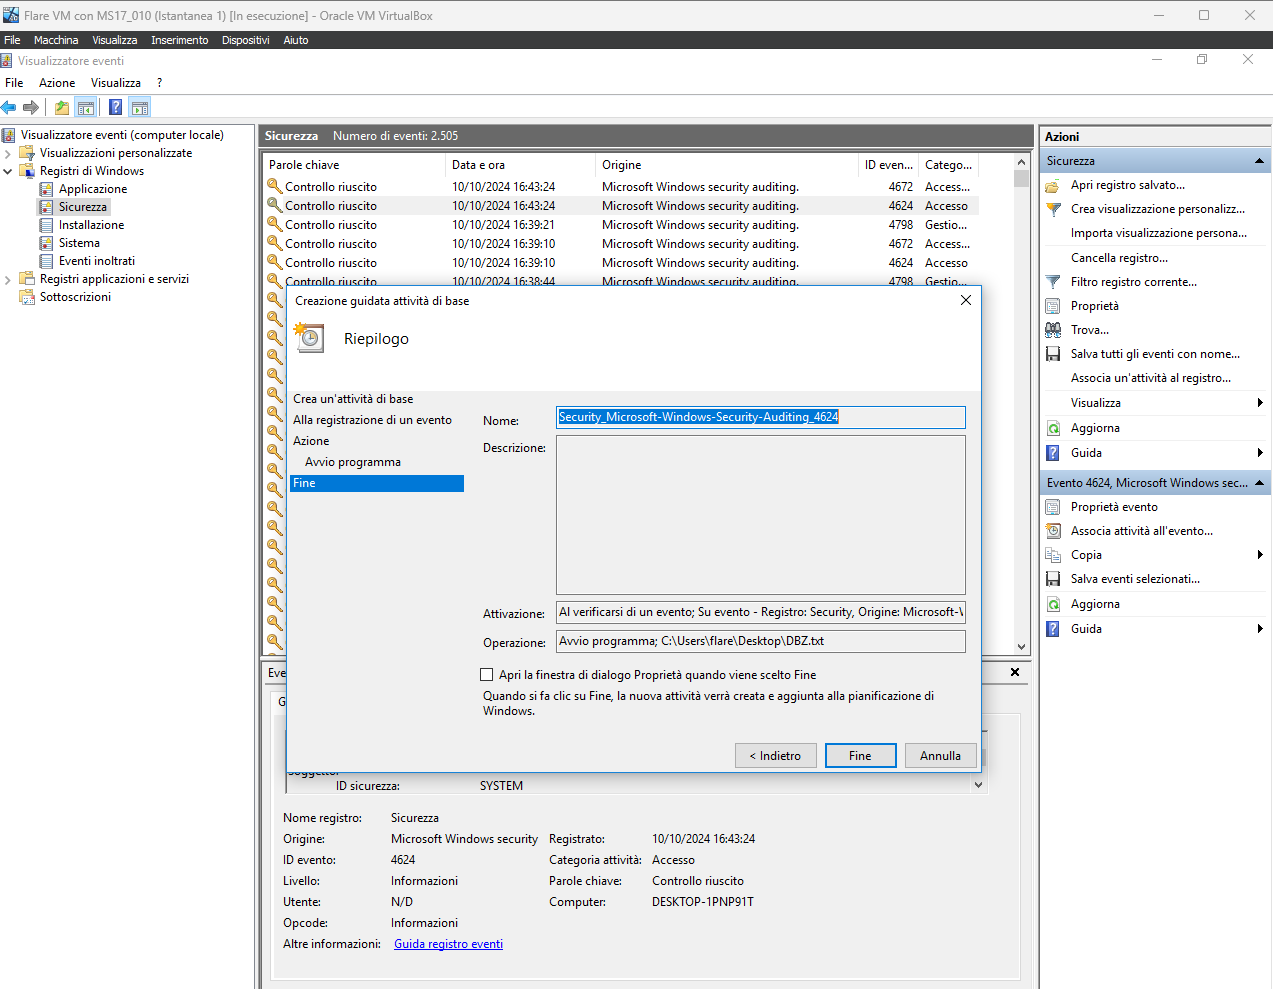 Flare VM con MS17_010 (Istantanea 1) [In esecuzione] - Oracle VM VirtualBox
File Macchina Visualizza Inserimento Dispositivi Aiuto
Visualizzatore eventi
File Azione Visualizza ?
Visualizzatore eventi (computer locale)
Visualizzazioni personalizzate
Registri di Windows
Applicazione
Sicurezza
Installazione
Sistema
Eventi inoltrati
Registri applicazioni e servizi
Sottoscrizioni
Sicurezza Numero di eventi: 2.505
Parole chiave Data e ora Origine ID even... Catego...
Controllo riuscito 10/10/2024 16:43:24 Microsoft Windows security auditing. 4672 Access...
Controllo riuscito 10/10/2024 16:43:24 Microsoft Windows security auditing. 4624 Accesso
Controllo riuscito 10/10/2024 16:39:21 Microsoft Windows security auditing. 4798 Gestio...
Controllo riuscito 10/10/2024 16:39:10 Microsoft Windows security auditing. 4672 Access...
Controllo riuscito 10/10/2024 16:39:10 Microsoft Windows security auditing. 4624 Accesso
Controllo riuscito 10/10/2024 16:38:44 Microsoft Windows security auditing. 4798 Gestio...
Creazione guidata attività di base
Riepilogo
Crea un'attività di base
Alla registrazione di un evento
Azione
Avvio programma
Fine
Nome: Security_Microsoft-Windows-Security-Auditing_4624
Descrizione:
Attivazione: Al verificarsi di un evento; Su evento - Registro: Security, Origine: Microsoft-
Operazione: Avvio programma; C:\Users\flare\Desktop\DBZ.txt
Apri la finestra di dialogo Proprietà quando viene scelto Fine
Quando si fa clic su Fine, la nuova attività verrà creata e aggiunta alla pianificazione di
Windows.
< Indietro Fine Annulla
Eve
G
Soggetto:
ID sicurezza: SYSTEM
Nome registro: Sicurezza
Origine: Microsoft Windows security Registrato: 10/10/2024 16:43:24
ID evento: 4624 Categoria attività: Accesso
Livello: Informazioni Parole chiave: Controllo riuscito
Utente: N/D Computer: DESKTOP-1PNP91T
Opcode: Informazioni
Altre informazioni: Guida registro eventi
Azioni
Sicurezza
Apri registro salvato...
Crea visualizzazione personalizz...
Importa visualizzazione persona...
Cancella registro...
Filtro registro corrente...
Proprietà
Trova...
Salva tutti gli eventi con nome...
Associa un'attività al registro...
Visualizza
Aggiorna
Guida
Evento 4624, Microsoft Windows sec...
Proprietà evento
Associa attività all'evento...
Copia
Salva eventi selezionati...
Aggiorna
Guida